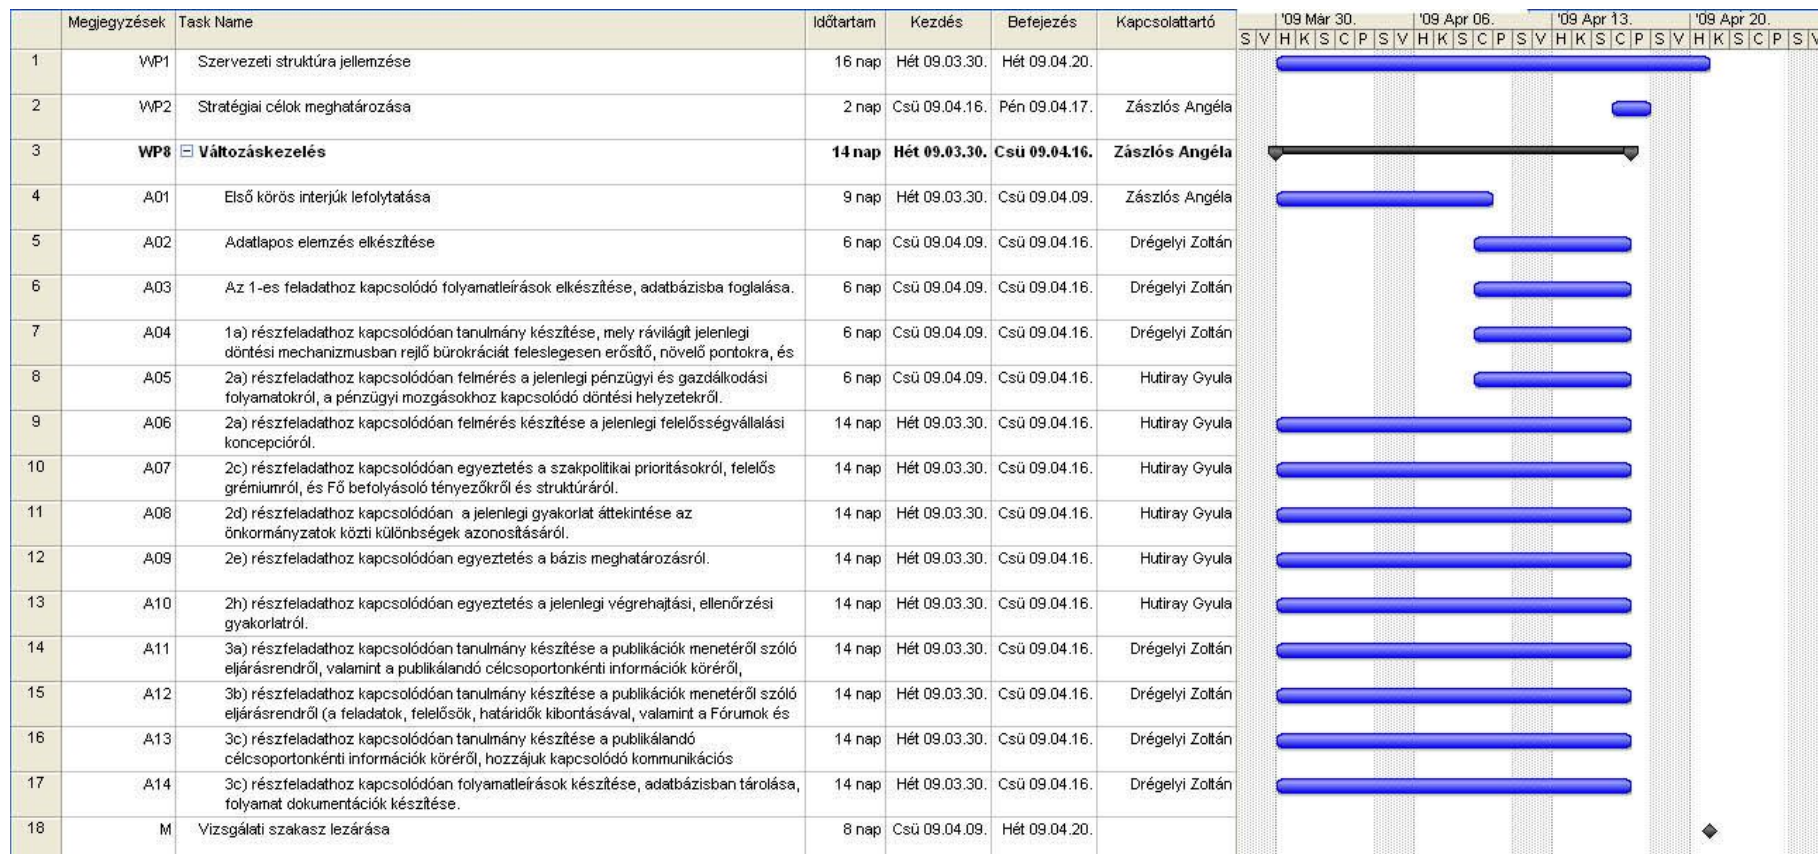 Megjegyzések Task Name Időtartam Kezdés Befejezés Kapcsolattartó '09 Már 30. '09 Ápr 06. '09 Ápr 13. '09 Ápr 20.
S V H K S C P S V H K S C P S V H K S C P S V H K S C P S V
1 WP1 Szervezeti struktúra jellemzése 16 nap Hét 09.03.30. Hét 09.04.20.
2 WP2 Stratégiai célok meghatározása 2 nap Csü 09.04.16. Pén 09.04.17. Zászlós Angéla
3 WP8 Változáskezelés 14 nap Hét 09.03.30. Csü 09.04.16. Zászlós Angéla
4 A01 Első körös interjúk lefolytatása 9 nap Hét 09.03.30. Csü 09.04.09. Zászlós Angéla
5 A02 Adatlapos elemzés elkészítése 6 nap Csü 09.04.09. Csü 09.04.16. Drégelyi Zoltán
6 A03 Az 1-es feladathoz kapcsolódó folyamatleírások elkészítése, adatbázisba foglalása. 6 nap Csü 09.04.09. Csü 09.04.16. Drégelyi Zoltán
7 A04 1a) részfeladathoz kapcsolódóan tanulmány készítése, mely rávilágít jelenlegi 6 nap Csü 09.04.09. Csü 09.04.16. Drégelyi Zoltán
döntési mechanizmusban rejlő bürokráciát feleslegesen erősítő, növelő pontokra, és
8 A05 2a) részfeladathoz kapcsolódóan felmérés a jelenlegi pénzügyi és gazdálkodási 6 nap Csü 09.04.09. Csü 09.04.16. Hutiray Gyula
folyamatokról, a pénzügyi mozgásokhoz kapcsolódó döntési helyzetekről.
9 A06 2a) részfeladathoz kapcsolódóan felmérés készítése a jelenlegi felelősségvállalási 14 nap Hét 09.03.30. Csü 09.04.16. Hutiray Gyula
koncepcióról.
10 A07 2c) részfeladathoz kapcsolódóan egyeztetés a szakpolitikai prioritásokról, felelős 14 nap Hét 09.03.30. Csü 09.04.16. Hutiray Gyula
grémiumról, és Fő befolyásoló tényezőkről és struktúráról.
11 A08 2d) részfeladathoz kapcsolódóan a jelenlegi gyakorlat áttekintése az 14 nap Hét 09.03.30. Csü 09.04.16. Hutiray Gyula
önkormányzatok közti különbségek azonosításáról.
12 A09 2e) részfeladathoz kapcsolódóan egyeztetés a bázis meghatározásról. 14 nap Hét 09.03.30. Csü 09.04.16. Hutiray Gyula
13 A10 2h) részfeladathoz kapcsolódóan egyeztetés a jelenlegi végrehajtási, ellenőrzési 14 nap Hét 09.03.30. Csü 09.04.16. Hutiray Gyula
gyakorlatról.
14 A11 3a) részfeladathoz kapcsolódóan tanulmány készítése a publikációk menetéről szóló 14 nap Hét 09.03.30. Csü 09.04.16. Drégelyi Zoltán
eljárásrendről, valamint a publikálandó célcsoportonkénti információk köréről,
15 A12 3b) részfeladathoz kapcsolódóan tanulmány készítése a publikációk menetéről szóló 14 nap Hét 09.03.30. Csü 09.04.16. Drégelyi Zoltán
eljárásrendről (a feladatok, felelősök, határidők kibontásával, valamint a Fórumok és
16 A13 3c) részfeladathoz kapcsolódóan tanulmány készítése a publikálandó 14 nap Hét 09.03.30. Csü 09.04.16. Drégelyi Zoltán
célcsoportonkénti információk köréről, hozzájuk kapcsolódó kommunikációs
17 A14 3c) részfeladathoz kapcsolódóan folyamatleírások készítése, adatbázisban tárolása, 14 nap Hét 09.03.30. Csü 09.04.16. Drégelyi Zoltán
folyamat dokumentációk készítése.
18 M Vizsgálati szakasz lezárása 8 nap Csü 09.04.09. Hét 09.04.20.